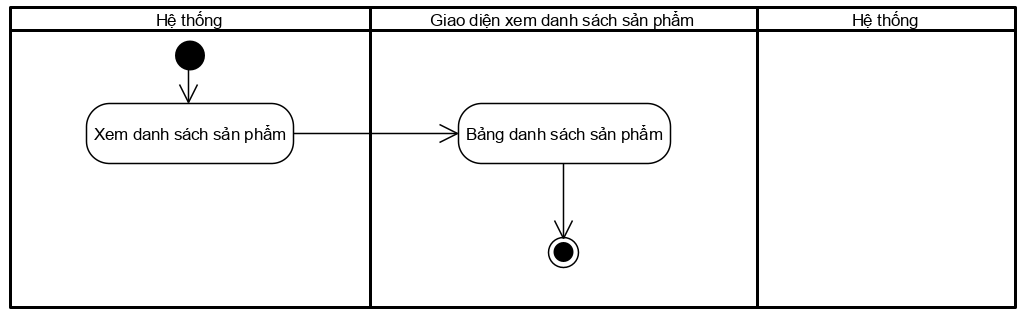 Hệ thống
Giao diện xem danh sách sản phẩm
Hệ thống
Xem danh sách sản phẩm
Bảng danh sách sản phẩm